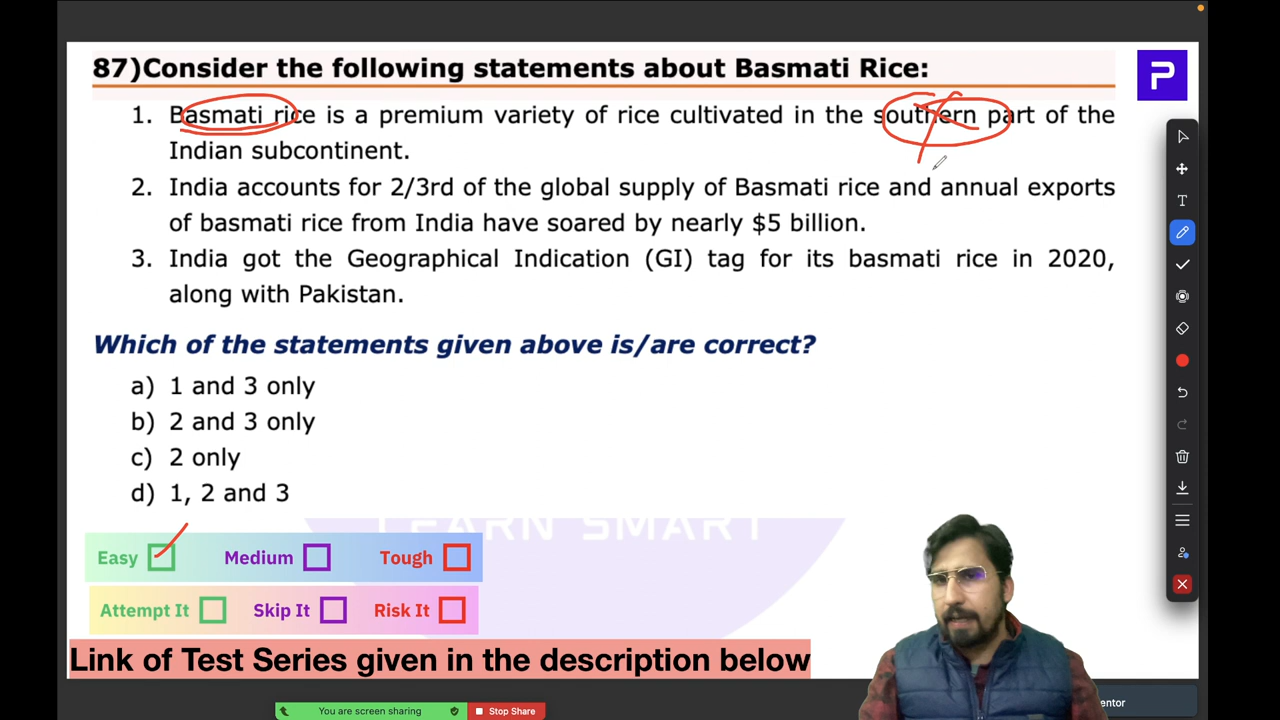 87)Consider the following statements about Basmati Rice:
1. Basmati rice is a premium variety of rice cultivated in the southern part of the
Indian subcontinent.
2. India accounts for 2/3rd of the global supply of Basmati rice and annual exports
of basmati rice from India have soared by nearly $5 billion.
3. India got the Geographical Indication (GI) tag for its basmati rice in 2020,
along with Pakistan.
Which of the statements given above is/are correct?
a) 1 and 3 only
b) 2 and 3 only
c) 2 only
d) 1, 2 and 3
LEARN SMART
Easy Medium Tough
Attempt It Skip It Risk It
Link of Test Series given in the description below
You are screen sharing Stop Share
P
T